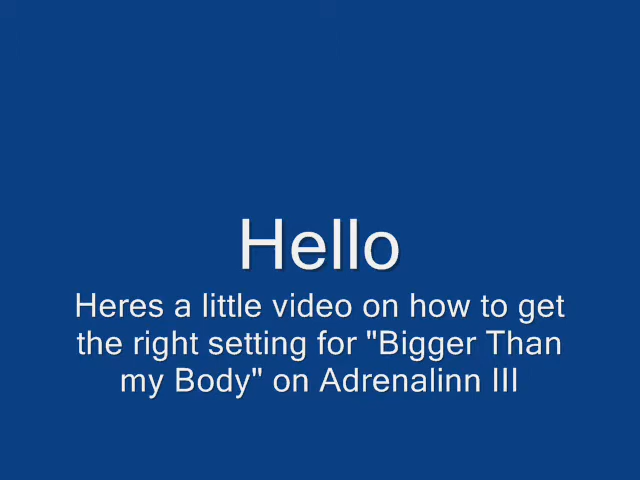 Hello
Heres a little video on how to get
the right setting for "Bigger Than
my Body" on Adrenalinn III